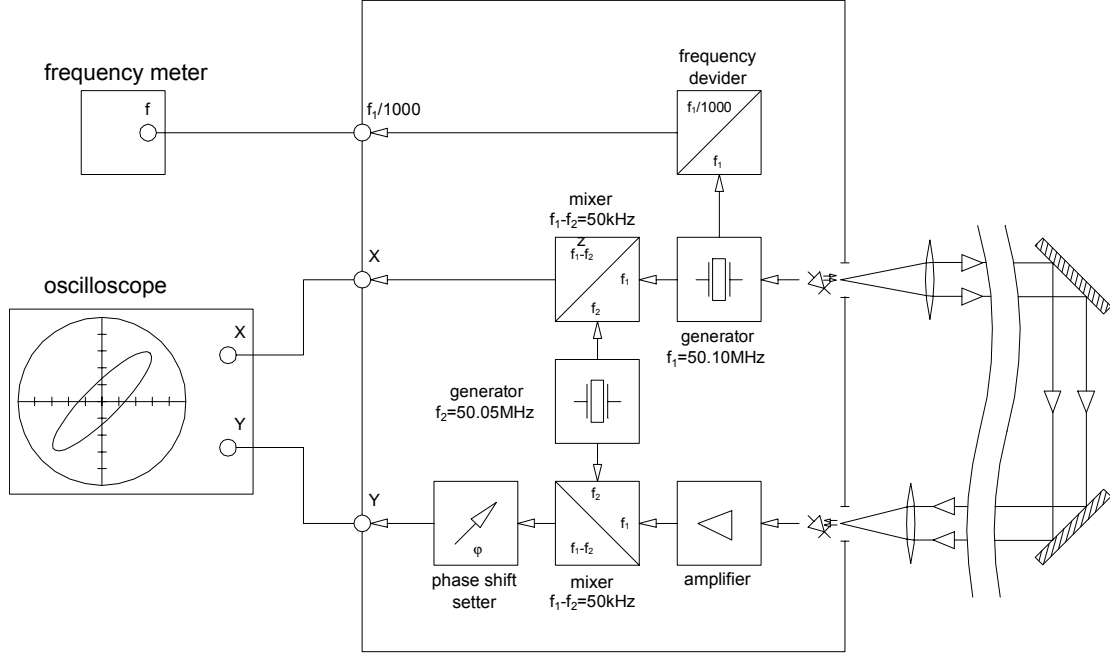 frequency
devider
frequency meter
f
f₁/1000
f₁/1000
f₁
mixer
f₁-f₂=50kHz
z
f₁-f₂
f₁
f₂
X
oscilloscope
X
Y
generator
f₁=50.10MHz
generator
f₂=50.05MHz
Y
f₂
f₁
f₁-f₂
φ
phase shift
setter
mixer
f₁-f₂=50kHz
amplifier